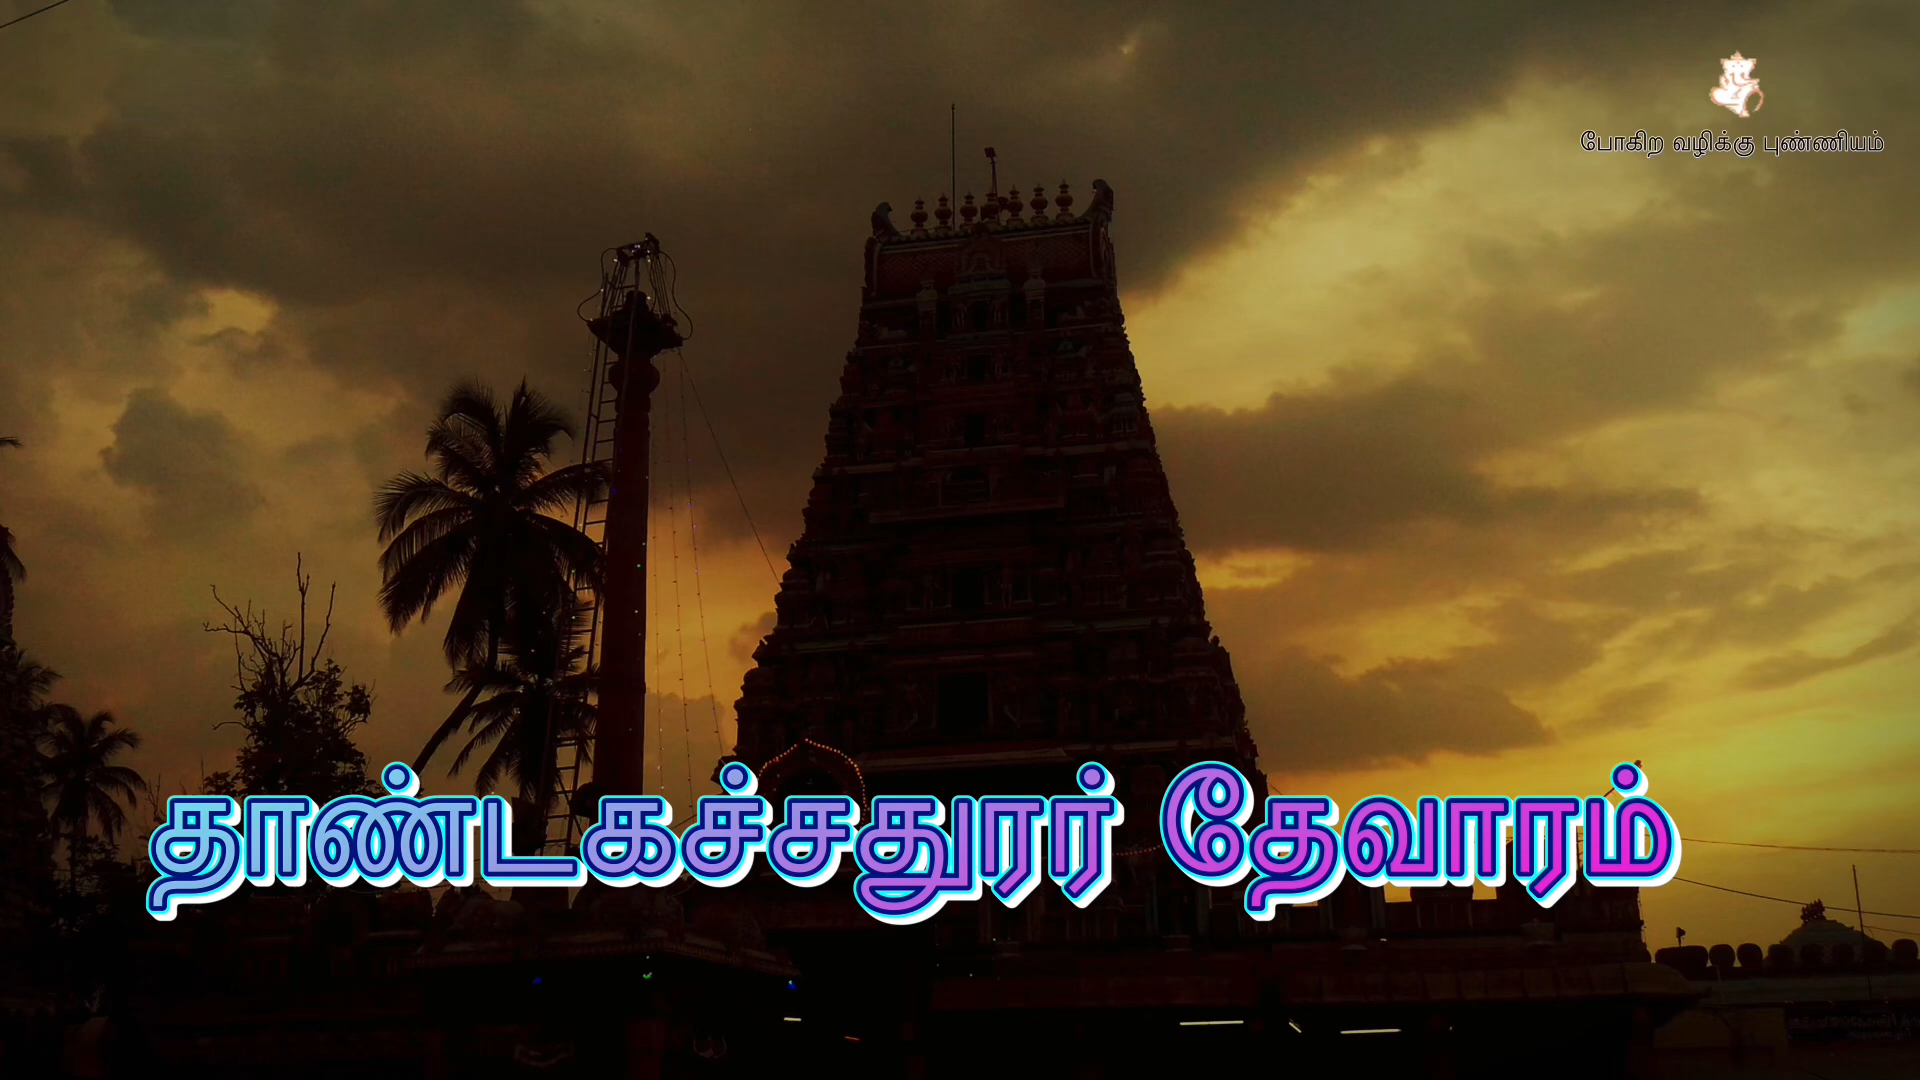 போகிற வழிக்கு புண்ணியம்
தாண்டகச்சதுரர் தேவாரம்